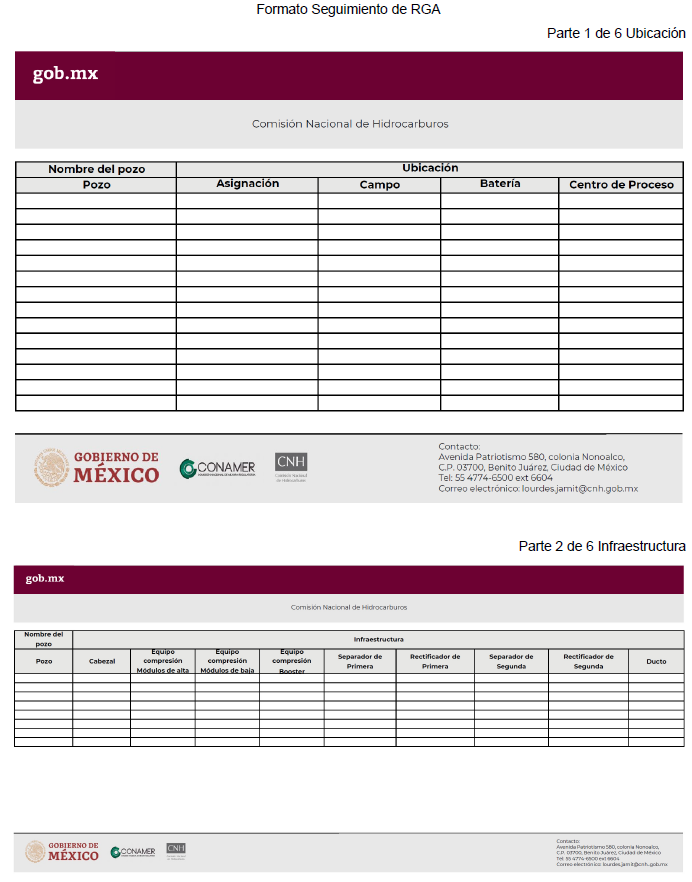 Formato Seguimiento de RGA
Parte 1 de 6 Ubicación
gob.mx
Comisión Nacional de Hidrocarburos
Nombre del pozo Ubicación
Pozo Asignación Campo Batería Centro de Proceso
GOBIERNO DE
MÉXICO
CONAMER
CNH
Comisión Nacional
de Hidrocarburos
Contacto:
Avenida Patriotismo 580, colonia Nonoalco,
C.P. 03700, Benito Juárez, Ciudad de México
Tel: 55 4774-6500 ext 6604
Correo electrónico: lourdes.jamit@cnh.gob.mx
Parte 2 de 6 Infraestructura
gob.mx
Comisión Nacional de Hidrocarburos
Nombre del
pozo
Infraestructura
Pozo
Cabezal
Equipo
compresión
Módulos de alta
Equipo
compresión
Módulos de baja
Equipo
compresión
Booster
Separador de
Primera
Rectificador de
Primera
Separador de
Segunda
Rectificador de
Segunda
Ducto
GOBIERNO DE
MÉXICO
CONAMER
CNH
Contacto:
Avenida Patriotismo 580, colonia Nonoalco,
C.P. 03700, Benito Juárez, Ciudad de México
Tel: 55 4774-6500 ext 6604
Correo electrónico: lourdes.jamit@cnh.gob.mx